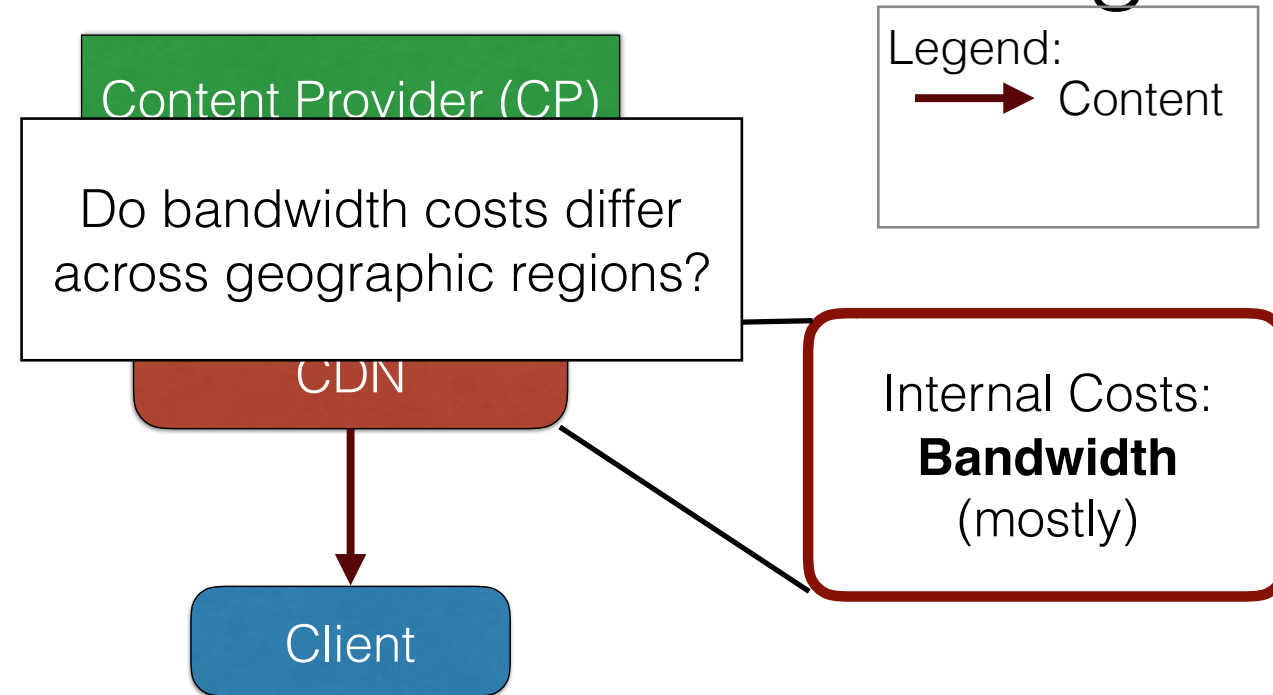 Legend:
Content
Content Provider (CP)
Do bandwidth costs differ
across geographic regions?
CDN
Internal Costs:
Bandwidth
(mostly)
Client